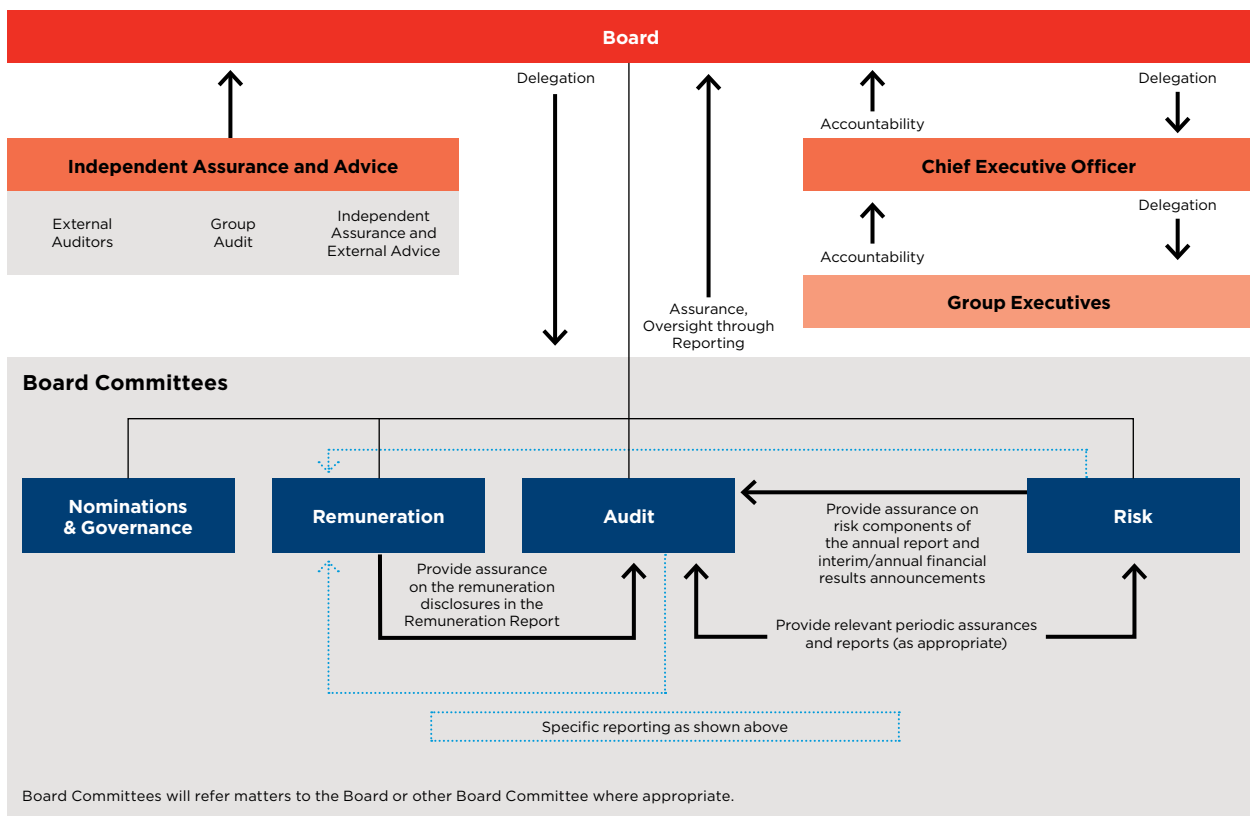 Board
Delegation
Delegation
Accountability
Independent Assurance and Advice
Chief Executive Officer
External
Auditors
Group
Audit
Independent
Assurance and
External Advice
Delegation
Accountability
Group Executives
Assurance,
Oversight through
Reporting
Board Committees
Nominations
& Governance
Remuneration
Audit
Provide assurance on
risk components of
the annual report and
interim/annual financial
results announcements
Risk
Provide assurance
on the remuneration
disclosures in the
Remuneration Report
Provide relevant periodic assurances
and reports (as appropriate)
Specific reporting as shown above
Board Committees will refer matters to the Board or other Board Committee where appropriate.